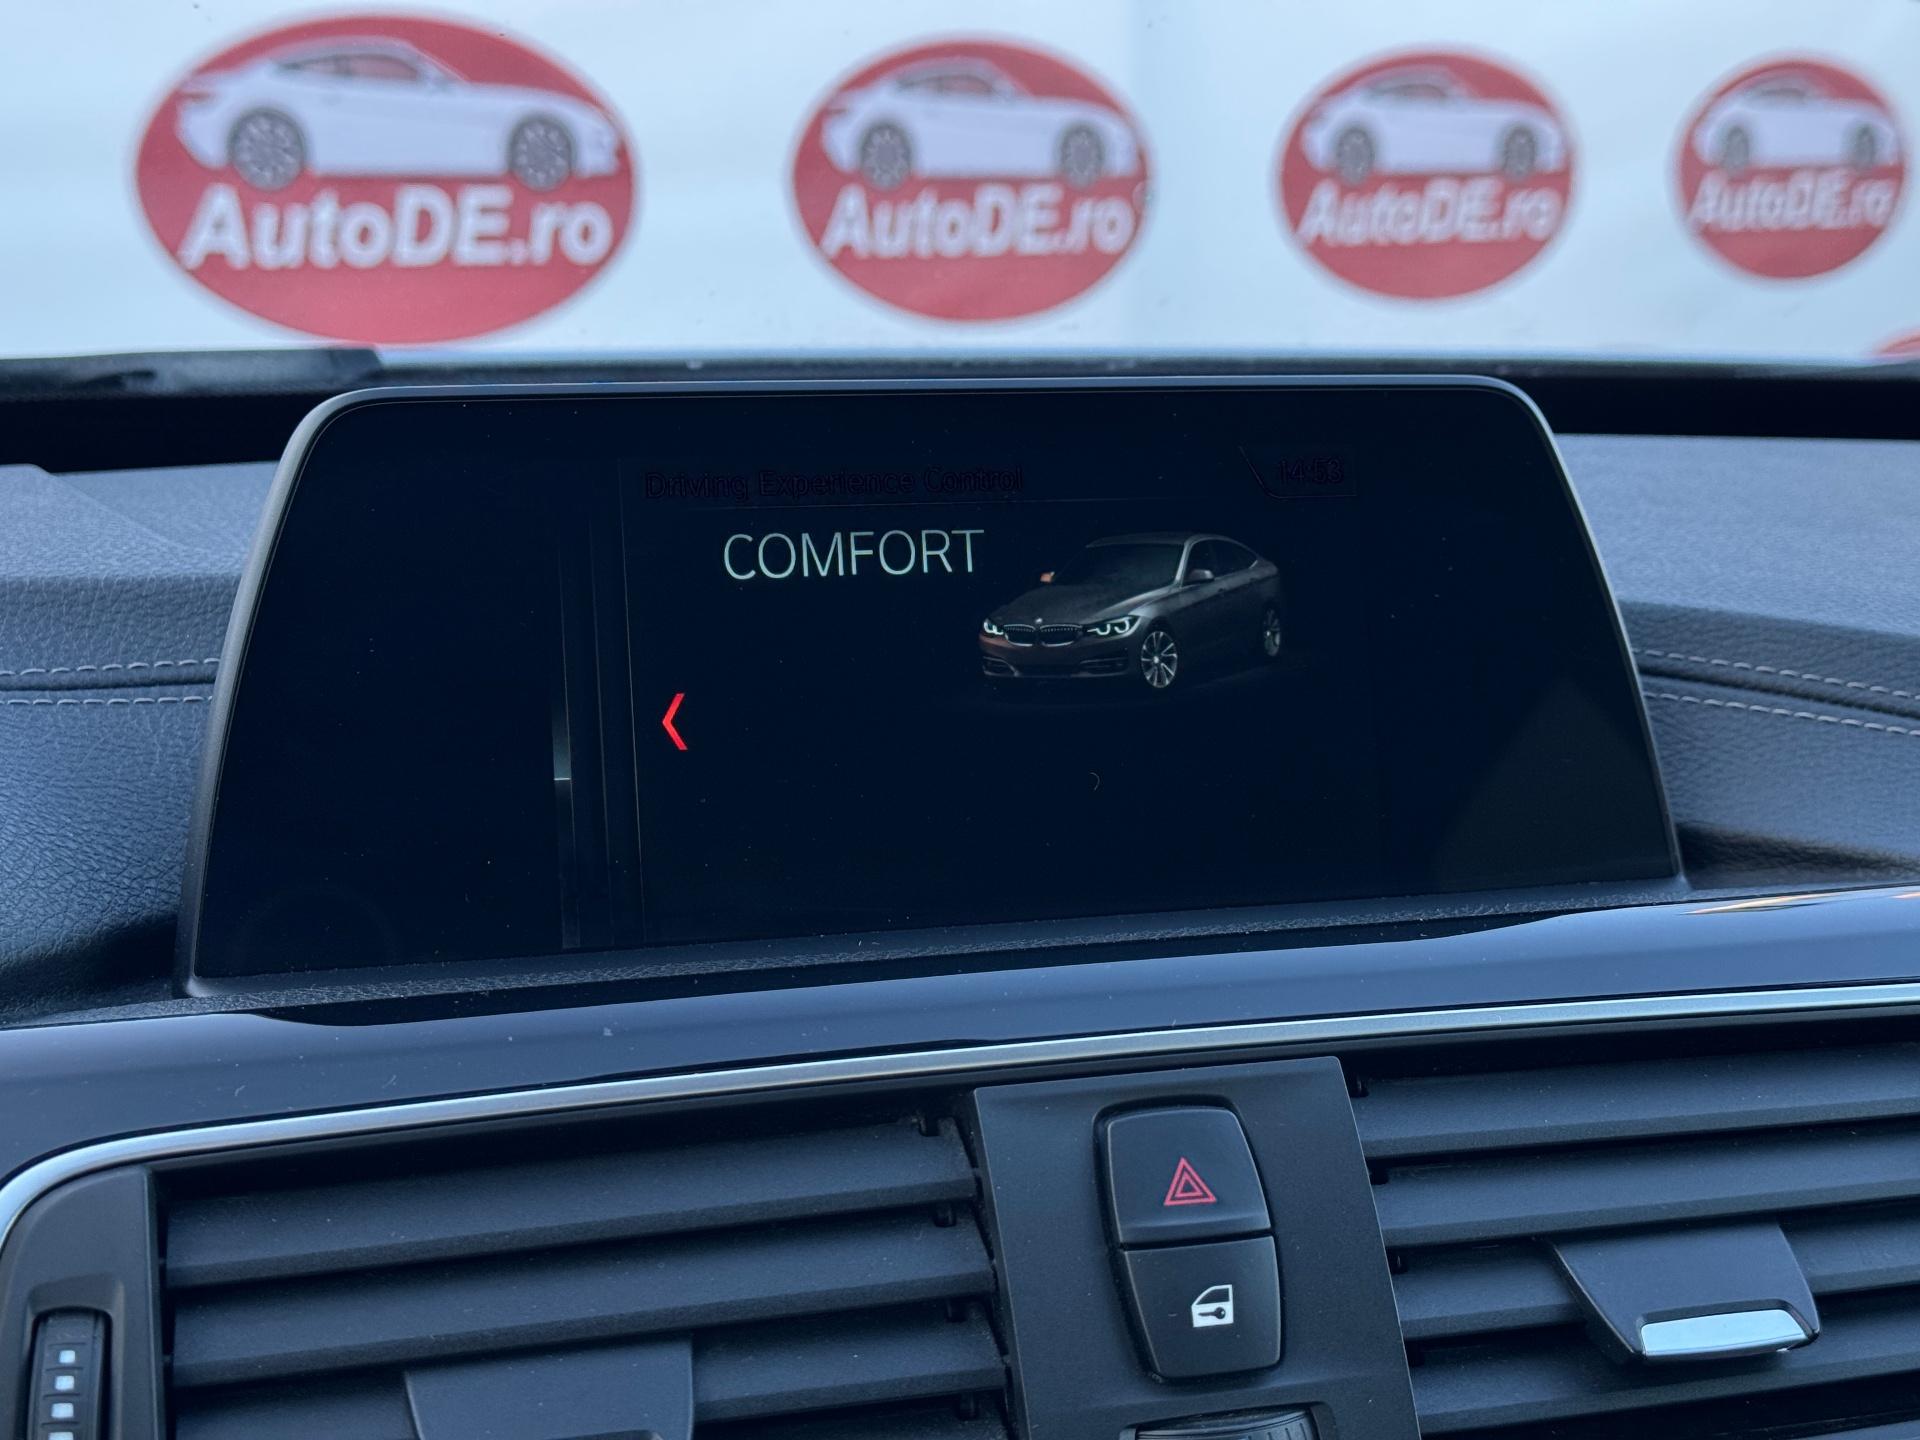 AutoDE.ro
AutoDE.ro
AutoDE.ro
AutoDE.ro
Driving Experience Control
14:53
COMFORT